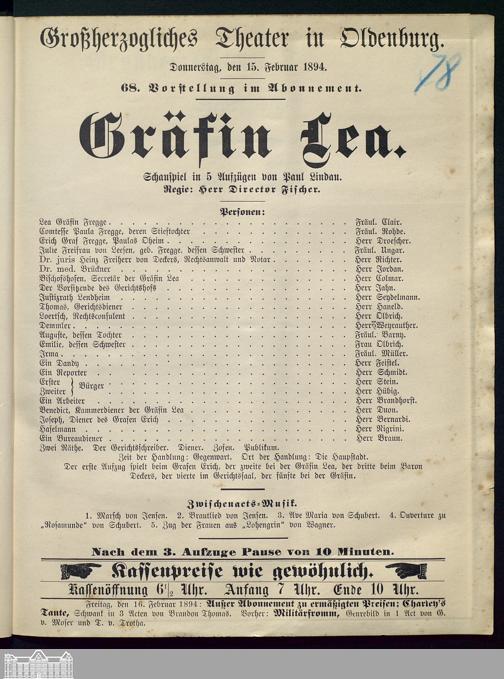 Großherzogliches Theater in Oldenburg.
78
Donnerstag, den 15. Februar 1894.
68. Vorstellung im Abonnement.
Gräfin Lea.
Schauspiel in 5 Aufzügen von Paul Lindau.
Regie: Herr Director Fischer.
Personen:
Lea Gräfin Fregge . . . Fräul. Clair.
Comtesse Paula Fregge, deren Stieftochter . . . Fräul. Rohde.
Erich Graf Fregge, Paulas Oheim . . . Herr Droescher.
Julie Freifrau von Leesen, geb. Fregge, dessen Schwester . . . Fräul. Ungar.
Dr. juris Heinz Freiherr von Deckers, Rechtsanwalt und Notar . . . Herr Richter.
Dr. med. Brückner . . . Herr Jordan.
Bischofshofen, Secretär der Gräfin Lea . . . Herr Colmar.
Der Vorsitzende des Gerichtshofs . . . Herr Jahn.
Justizrath Lendheim . . . Herr Seydelmann.
Thomas, Gerichtsdiener . . . Herr Haneld.
Loertsch, Rechtsconsulent . . . Herr Olbrich.
Demmler . . . Herr Weyrauther.
Auguste, dessen Tochter . . . Fräul. Barny.
Emilie, dessen Schwester . . . Frau Olbrich.
Irma . . . Fräul. Müller.
Ein Dandy . . . Herr Feistel.
Ein Reporter . . . Herr Schmidt.
Erster } Bürger . . . Herr Stein.
Zweiter } . . . Herr Hübig.
Ein Arbeiter . . . Herr Brandhorst.
Benedict, Kammerdiener der Gräfin Lea . . . Herr Duon.
Joseph, Diener des Grafen Erich . . . Herr Bernardi.
Haselmann . . . Herr Nigrini.
Ein Bureaudiener . . . Herr Braun.
Zwei Räthe. Der Gerichtsschreiber. Diener. Zofen. Publikum.
Zeit der Handlung: Gegenwart. Ort der Handlung: Die Hauptstadt.
Der erste Aufzug spielt beim Grafen Erich, der zweite bei der Gräfin Lea, der dritte beim Baron
Deckers, der vierte im Gerichtssaal, der fünfte bei der Gräfin.
Zwischenacts-Musik.
1. Marsch von Jensen. 2. Brautlied von Jensen. 3. Ave Maria von Schubert. 4. Ouverture zu
„Rosamunde" von Schubert. 5. Zug der Frauen aus „Lohengrin" von Wagner.
Nach dem 3. Aufzuge Pause von 10 Minuten.
Kassenpreise wie gewöhnlich.
Kassenöffnung 6 1/2 Uhr. Anfang 7 Uhr. Ende 10 Uhr.
Freitag, den 16. Februar 1894: Außer Abonnement zu ermäßigten Preisen: Charley's
Tante, Schwank in 3 Acten von Brandon Thomas. Vorher: Militärfromm, Genrebild in 1 Act von G.
v. Moser und T. v. Trotha.